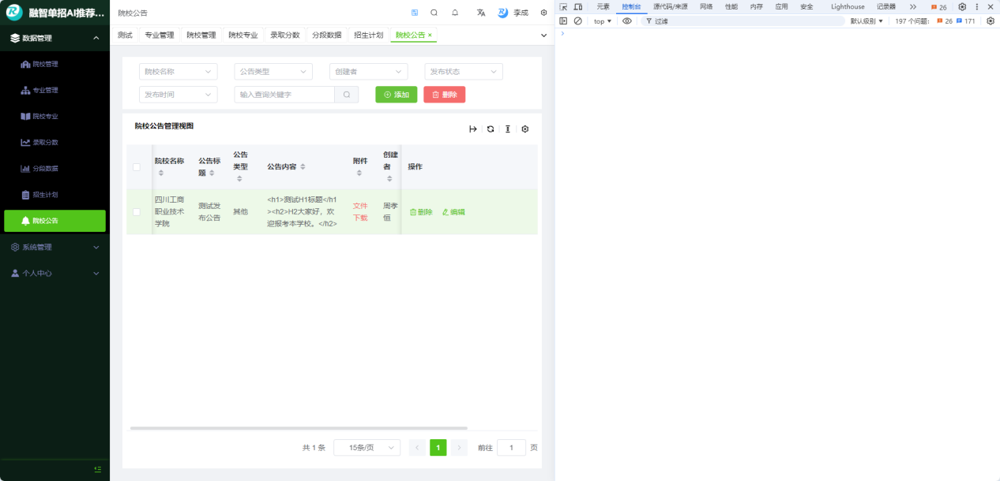 融智单招AI推荐...
数据管理
院校管理
专业管理
院校专业
录取分数
分段数据
招生计划
院校公告
系统管理
个人中心
院校公告
李成
测试
专业管理
院校管理
院校专业
录取分数
分段数据
招生计划
院校公告 ×
院校名称
公告类型
创建者
发布状态
发布时间
输入查询关键字
添加
删除
院校公告管理视图
院校名称
公告标
题
公告
类型
公告内容
附件
创建
者
操作
四川工商
职业技术
学院
测试发
布公告
其他
<h1>测试H1标题</h1
><h2>H2大家好，欢
迎报考本学校。</h2>
文件
下载
周孝
恒
删除
编辑
共 1 条
15条/页
1
前往
1
页
元素
控制台
源代码/来源
网络
性能
内存
应用
安全
Lighthouse
记录器
26
top
过滤
默认级别
197 个问题:
26
171